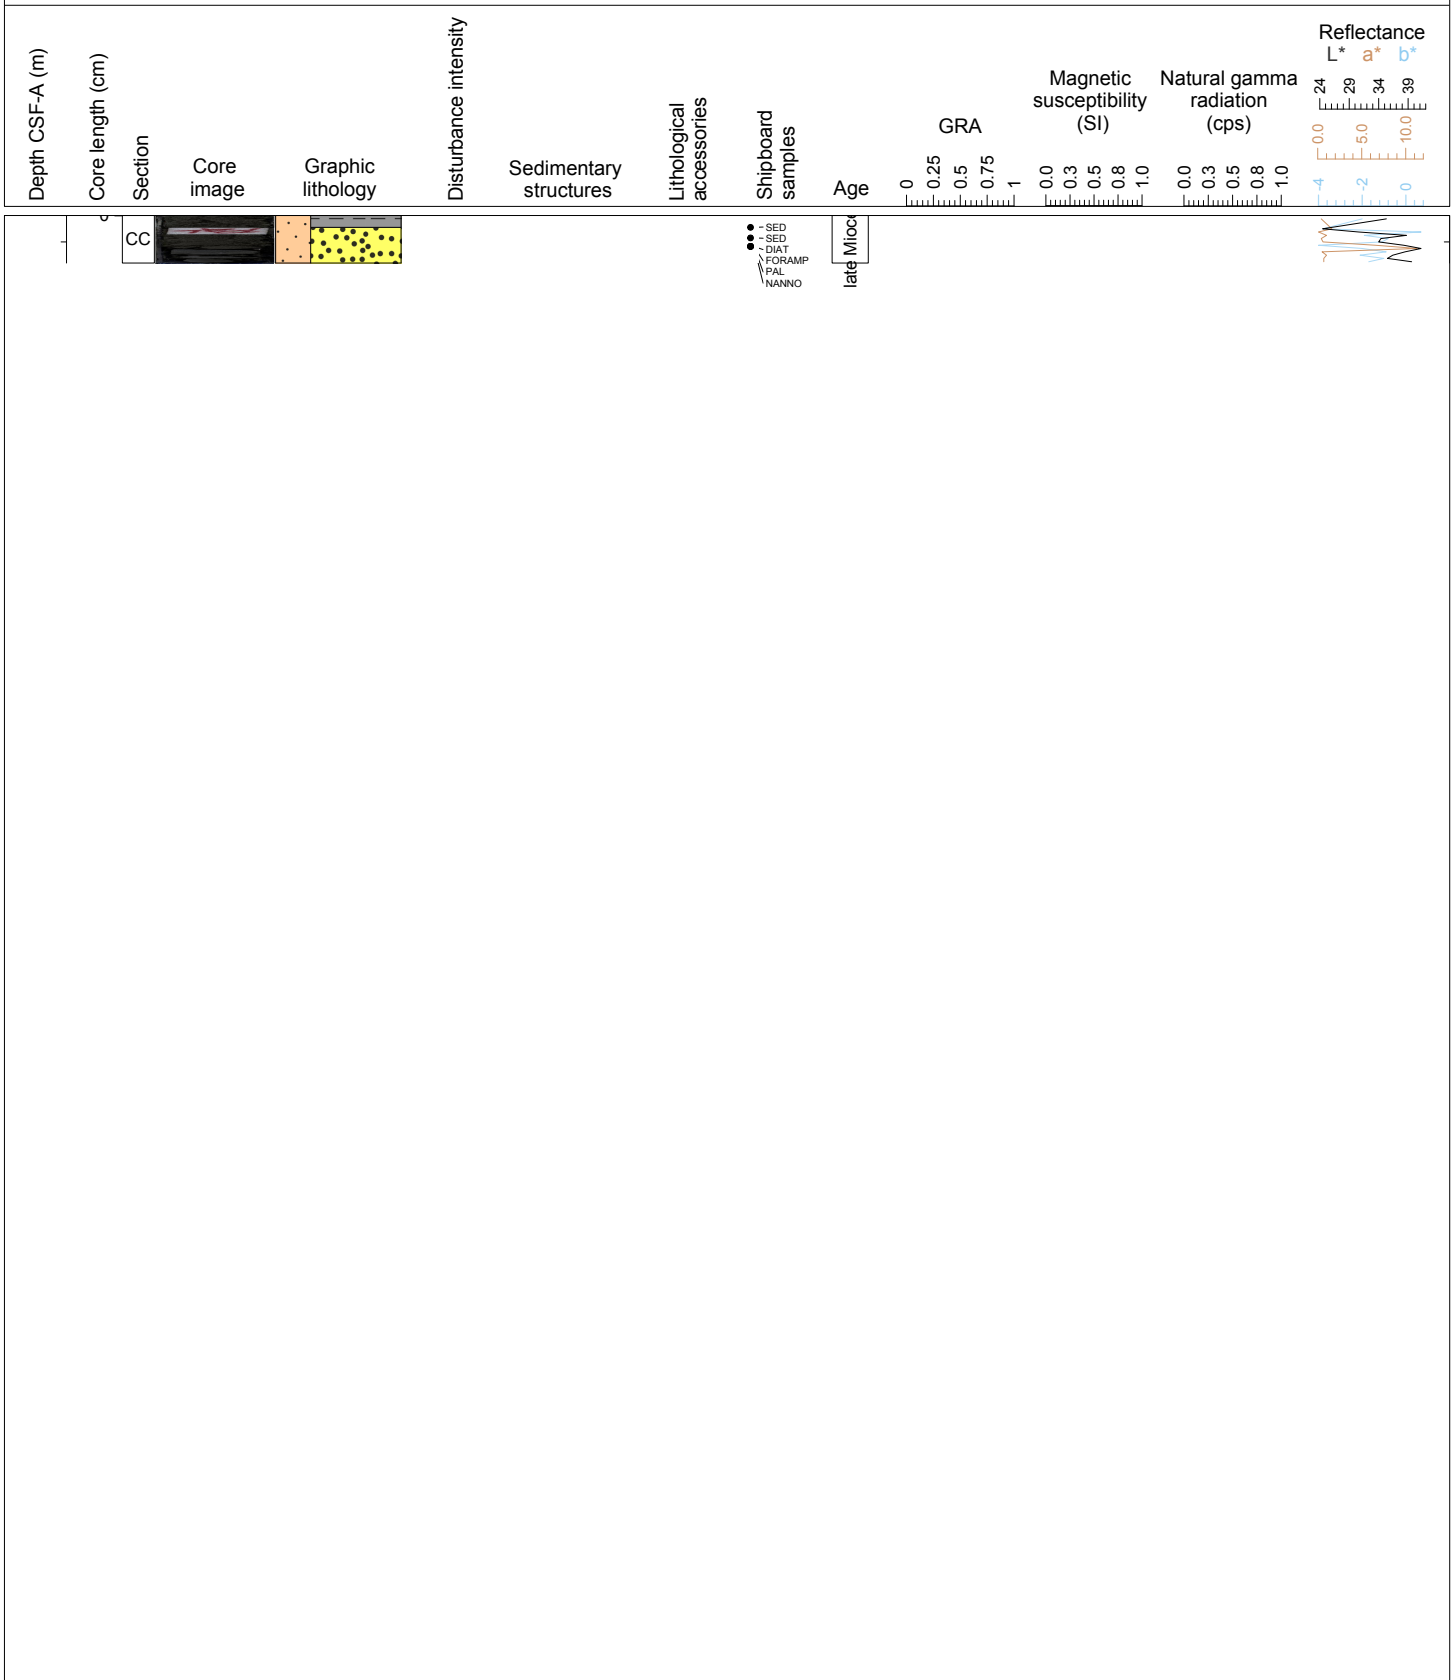 Depth CSF-A (m)
Core length (cm)
Section
Core
image
Graphic
lithology
Disturbance intensity
Sedimentary
structures
Lithological
accessories
Shipboard
samples
Age
GRA
0
0.25
0.5
0.75
1
Magnetic
susceptibility
(SI)
0.0
0.3
0.5
0.8
1.0
Natural gamma
radiation
(cps)
0.0
0.3
0.5
0.8
1.0
Reflectance
L* a* b*
24
29
34
39
0.0
5.0
10.0
-4
-2
0
CC
SED
SED
DIAT
FORAMP
PAL
NANNO
late Mioce